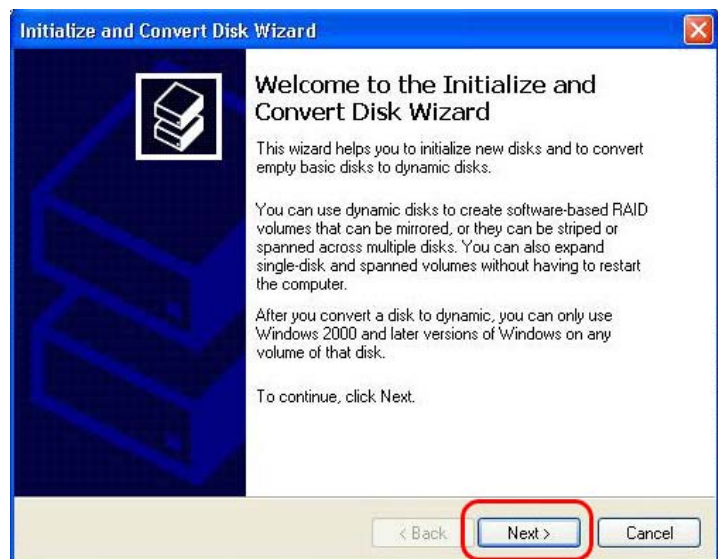 Initialize and Convert Disk Wizard
Welcome to the Initialize and
Convert Disk Wizard
This wizard helps you to initialize new disks and to convert
empty basic disks to dynamic disks.
You can use dynamic disks to create software-based RAID
volumes that can be mirrored, or they can be striped or
spanned across multiple disks. You can also expand
single-disk and spanned volumes without having to restart
the computer.
After you convert a disk to dynamic, you can only use
Windows 2000 and later versions of Windows on any
volume of that disk.
To continue, click Next.
< Back Next > Cancel